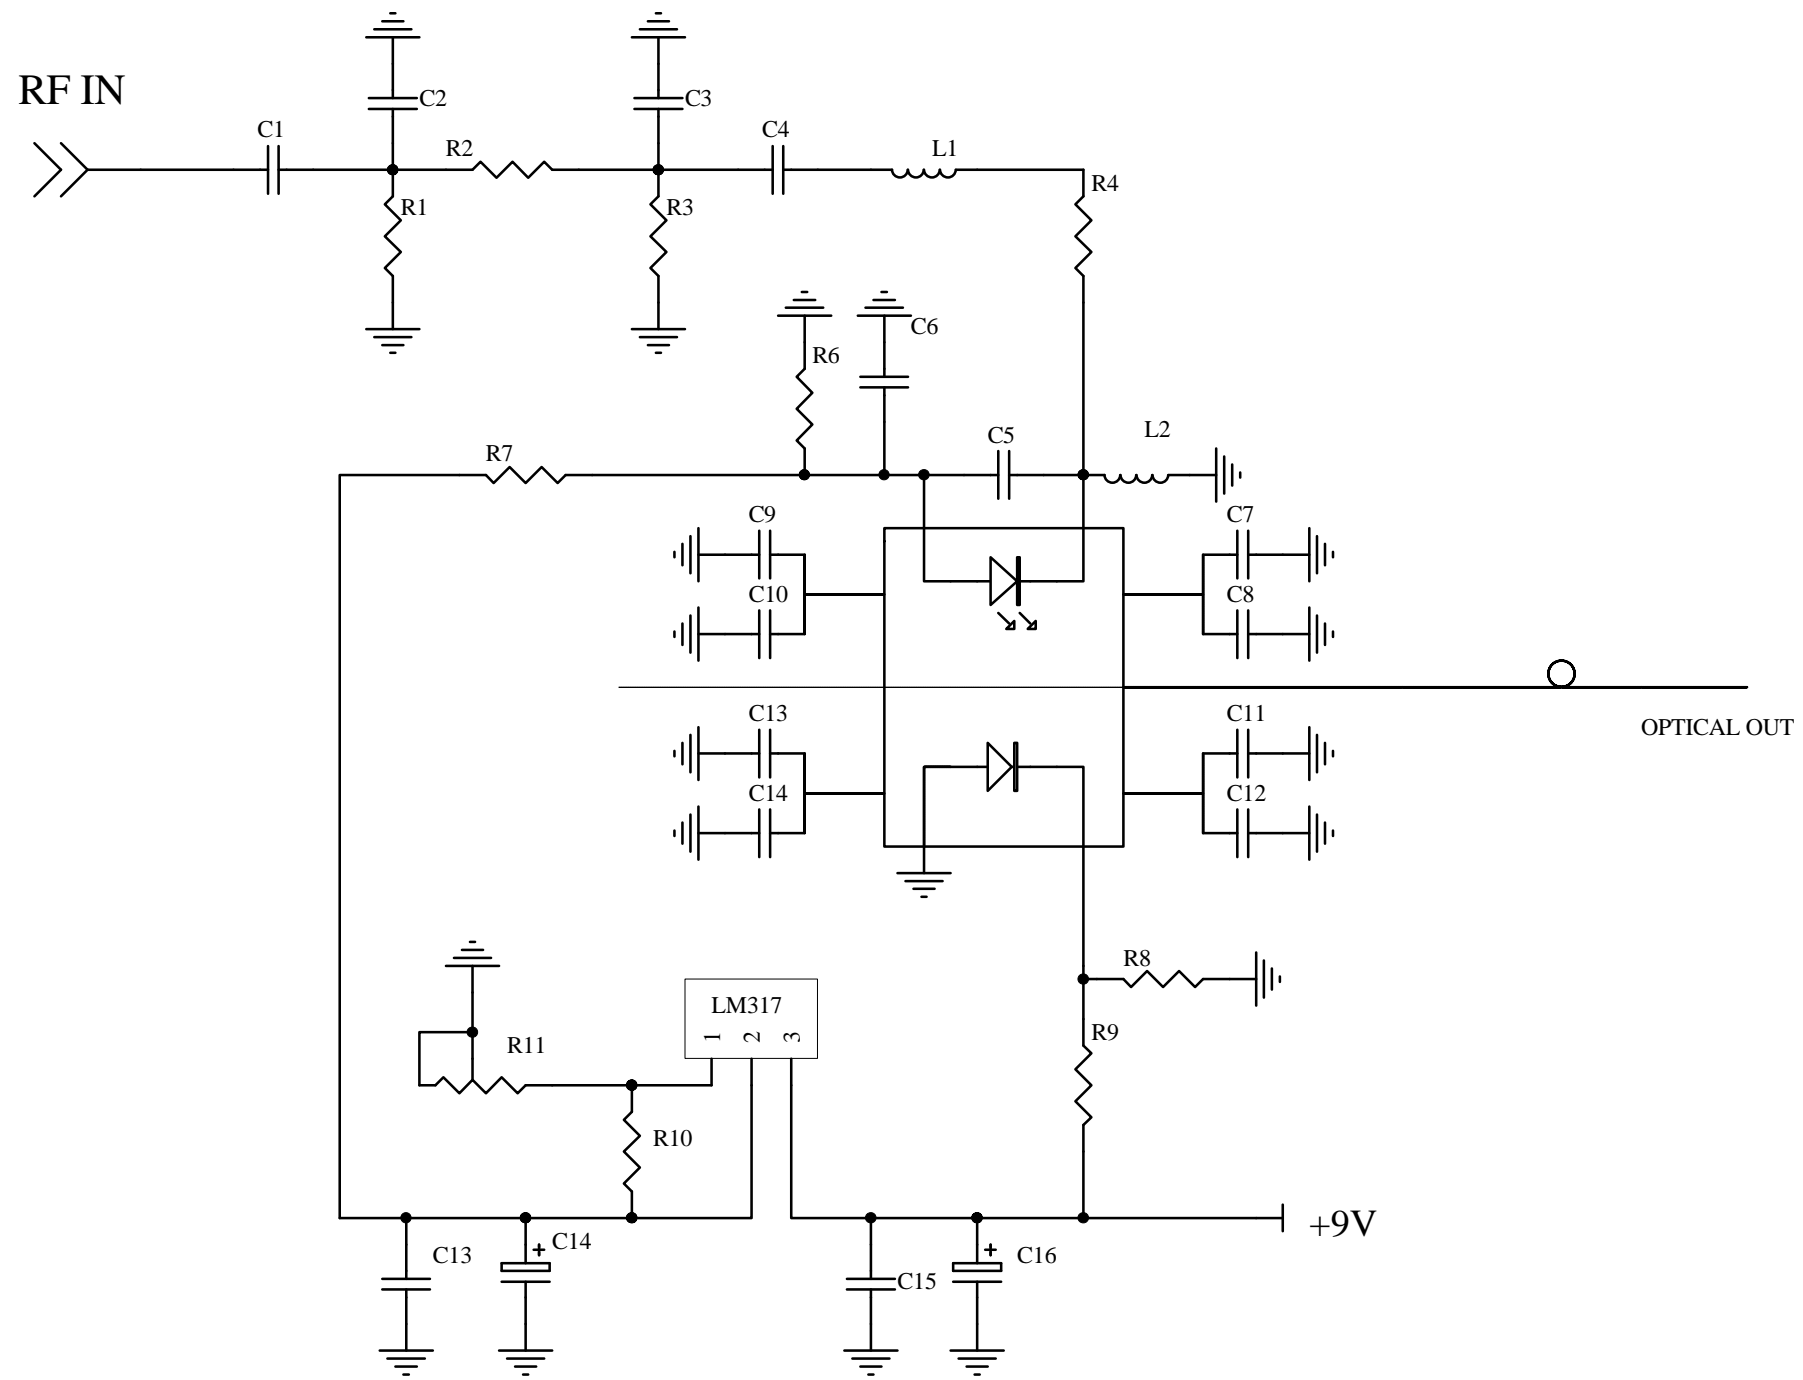 RF IN
C1
C2
R1
R2
C3
R3
C4
L1
R4
R6
C6
R7
C5
L2
C9
C7
C10
C8
OPTICAL OUT
C13
C11
C14
C12
R8
LM317
1
2
3
R11
R9
R10
C13
+
C14
C15
+
C16
+9V